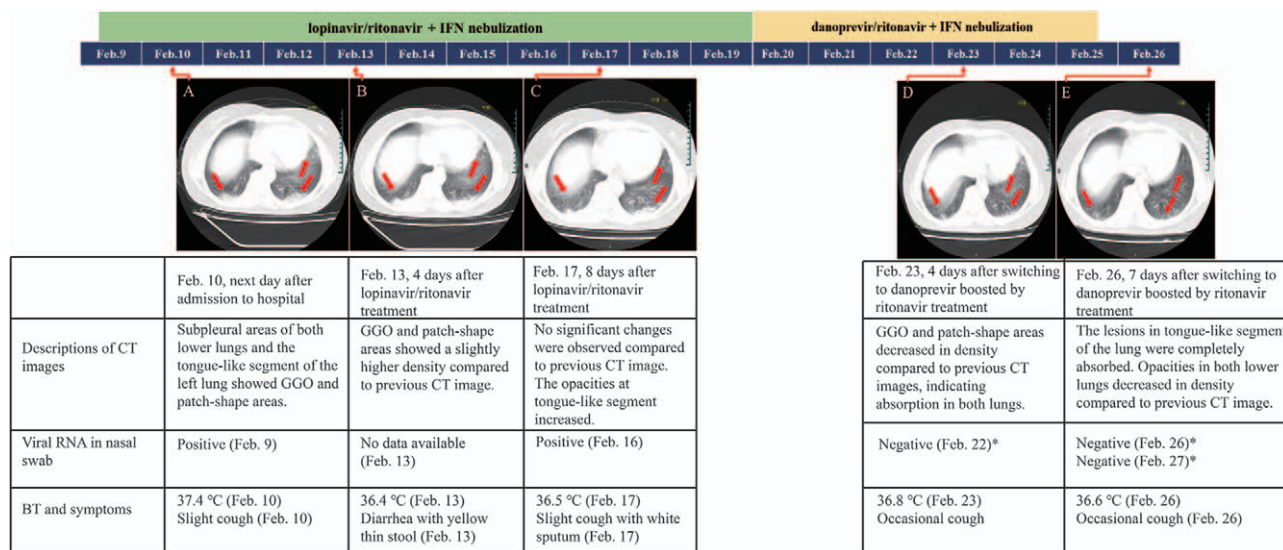 lopinavir/ritonavir + IFN nebulization
danoprevir/ritonavir + IFN nebulization
Feb.9 Feb.10 Feb.11 Feb.12 Feb.13 Feb.14 Feb.15 Feb.16 Feb.17 Feb.18 Feb.19 Feb.20 Feb.21 Feb.22 Feb.23 Feb.24 Feb.25 Feb.26
A B C D E
Feb. 10, next day after
admission to hospital
Feb. 13, 4 days after
lopinavir/ritonavir
treatment
Feb. 17, 8 days after
lopinavir/ritonavir
treatment
Feb. 23, 4 days after switching
to danoprevir boosted by
ritonavir treatment
Feb. 26, 7 days after switching to
danoprevir boosted by ritonavir
treatment
Descriptions of CT
images
Subpleural areas of both
lower lungs and the
tongue-like segment of the
left lung showed GGO and
patch-shape areas.
GGO and patch-shape
areas showed a slightly
higher density compared
to previous CT image.
No significant changes
were observed compared
to previous CT image.
The opacities at
tongue-like segment
increased.
GGO and patch-shape areas
decreased in density
compared to previous CT
images, indicating
absorption in both lungs.
The lesions in tongue-like segment
of the lung were completely
absorbed. Opacities in both lower
lungs decreased in density
compared to previous CT image.
Viral RNA in nasal
swab
Positive (Feb. 9)
No data available
(Feb. 13)
Positive (Feb. 16)
Negative (Feb. 22)*
Negative (Feb. 26)*
Negative (Feb. 27)*
BT and symptoms
37.4 °C (Feb. 10)
Slight cough (Feb. 10)
36.4 °C (Feb. 13)
Diarrhea with yellow
thin stool (Feb. 13)
36.5 °C (Feb. 17)
Slight cough with white
sputum (Feb. 17)
36.8 °C (Feb. 23)
Occasional cough
36.6 °C (Feb. 26)
Occasional cough (Feb. 26)